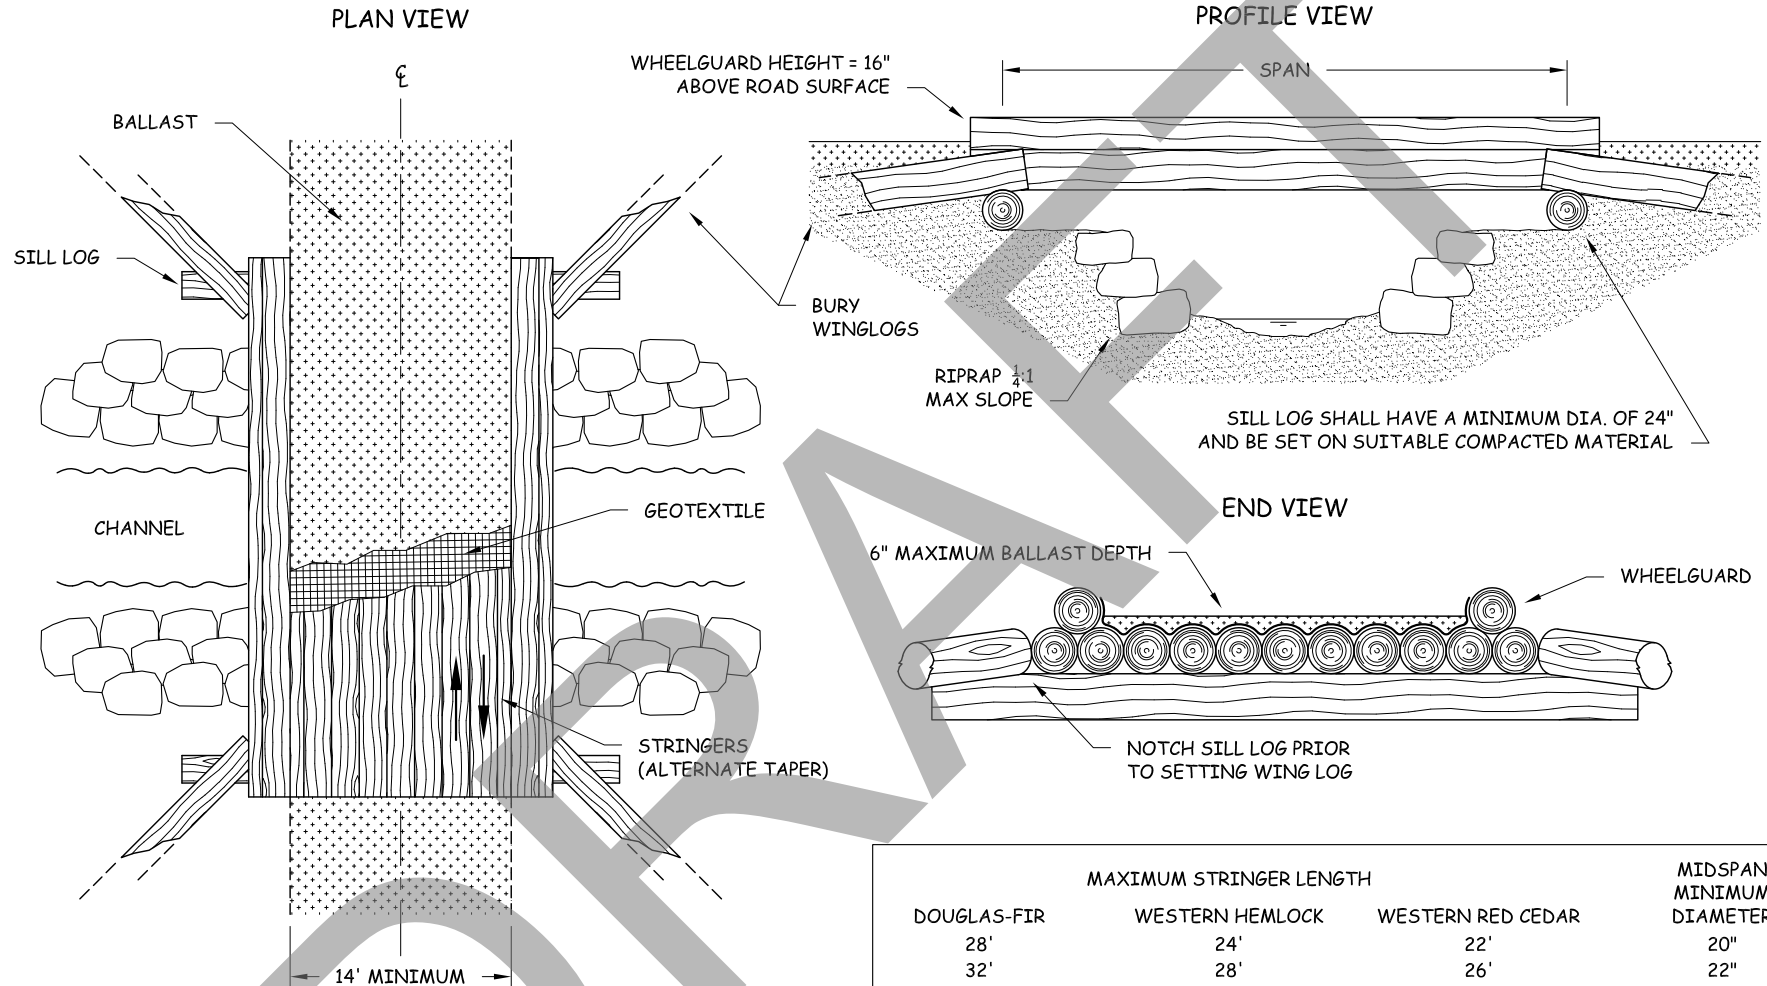 PLAN VIEW
℄
BALLAST
SILL LOG
CHANNEL
GEOTEXTILE
STRINGERS
(ALTERNATE TAPER)
14' MINIMUM
BURY
WINGLOGS
PROFILE VIEW
WHEELGUARD HEIGHT = 16"
ABOVE ROAD SURFACE
SPAN
RIPRAP 1/4:1
MAX SLOPE
SILL LOG SHALL HAVE A MINIMUM DIA. OF 24"
AND BE SET ON SUITABLE COMPACTED MATERIAL
END VIEW
6" MAXIMUM BALLAST DEPTH
WHEELGUARD
NOTCH SILL LOG PRIOR
TO SETTING WING LOG
MAXIMUM STRINGER LENGTH
MIDSPAN
MINIMUM
DIAMETER
DOUGLAS-FIR WESTERN HEMLOCK WESTERN RED CEDAR
28' 24' 22' 20"
32' 28' 26' 22"
DRAFT